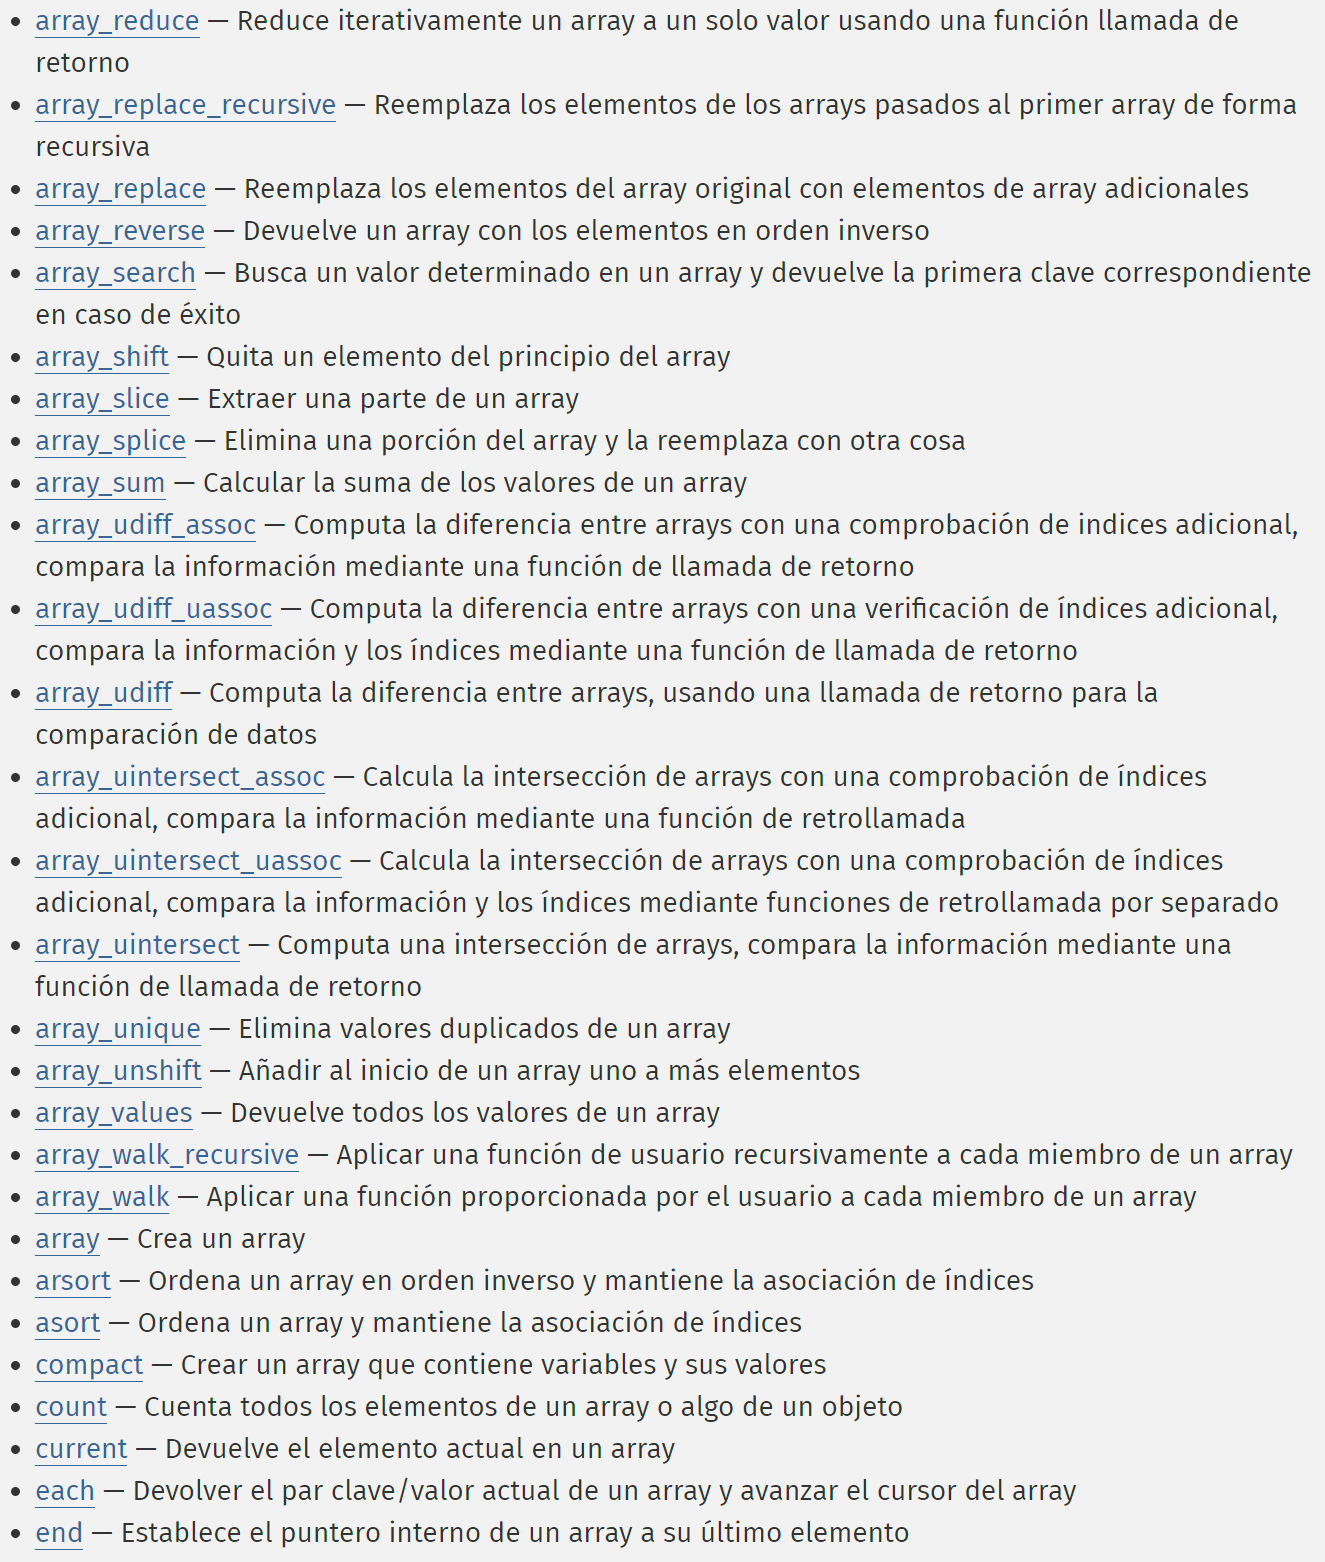 • array_reduce — Reduce iterativamente un array a un solo valor usando una función llamada de
retorno
• array_replace_recursive — Reemplaza los elementos de los arrays pasados al primer array de forma
recursiva
• array_replace — Reemplaza los elementos del array original con elementos de array adicionales
• array_reverse — Devuelve un array con los elementos en orden inverso
• array_search — Busca un valor determinado en un array y devuelve la primera clave correspondiente
en caso de éxito
• array_shift — Quita un elemento del principio del array
• array_slice — Extraer una parte de un array
• array_splice — Elimina una porción del array y la reemplaza con otra cosa
• array_sum — Calcular la suma de los valores de un array
• array_udiff_assoc — Computa la diferencia entre arrays con una comprobación de indices adicional,
compara la información mediante una función de llamada de retorno
• array_udiff_uassoc — Computa la diferencia entre arrays con una verificación de índices adicional,
compara la información y los índices mediante una función de llamada de retorno
• array_udiff — Computa la diferencia entre arrays, usando una llamada de retorno para la
comparación de datos
• array_uintersect_assoc — Calcula la intersección de arrays con una comprobación de índices
adicional, compara la información mediante una función de retrollamada
• array_uintersect_uassoc — Calcula la intersección de arrays con una comprobación de índices
adicional, compara la información y los índices mediante funciones de retrollamada por separado
• array_uintersect — Computa una intersección de arrays, compara la información mediante una
función de llamada de retorno
• array_unique — Elimina valores duplicados de un array
• array_unshift — Añadir al inicio de un array uno a más elementos
• array_values — Devuelve todos los valores de un array
• array_walk_recursive — Aplicar una función de usuario recursivamente a cada miembro de un array
• array_walk — Aplicar una función proporcionada por el usuario a cada miembro de un array
• array — Crea un array
• arsort — Ordena un array en orden inverso y mantiene la asociación de índices
• asort — Ordena un array y mantiene la asociación de índices
• compact — Crear un array que contiene variables y sus valores
• count — Cuenta todos los elementos de un array o algo de un objeto
• current — Devuelve el elemento actual en un array
• each — Devolver el par clave/valor actual de un array y avanzar el cursor del array
• end — Establece el puntero interno de un array a su último elemento